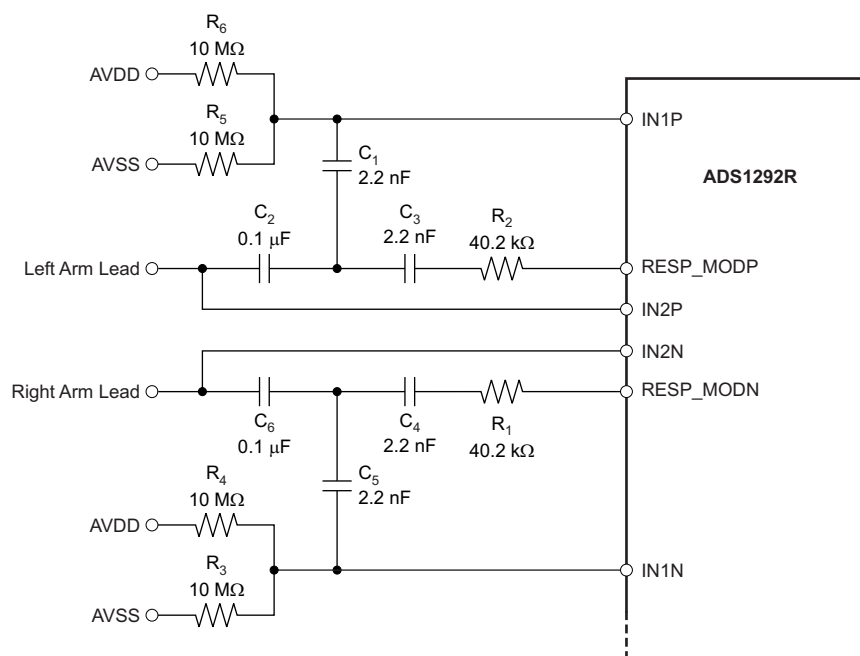 R6
10 MΩ
AVDD
R5
10 MΩ
AVSS
IN1P
C1
2.2 nF
ADS1292R
C2
0.1 μF
C3
2.2 nF
R2
40.2 kΩ
Left Arm Lead
RESP_MODP
IN2P
IN2N
Right Arm Lead
RESP_MODN
C6
0.1 μF
C4
2.2 nF
R1
40.2 kΩ
C5
2.2 nF
R4
10 MΩ
AVDD
R3
10 MΩ
AVSS
IN1N